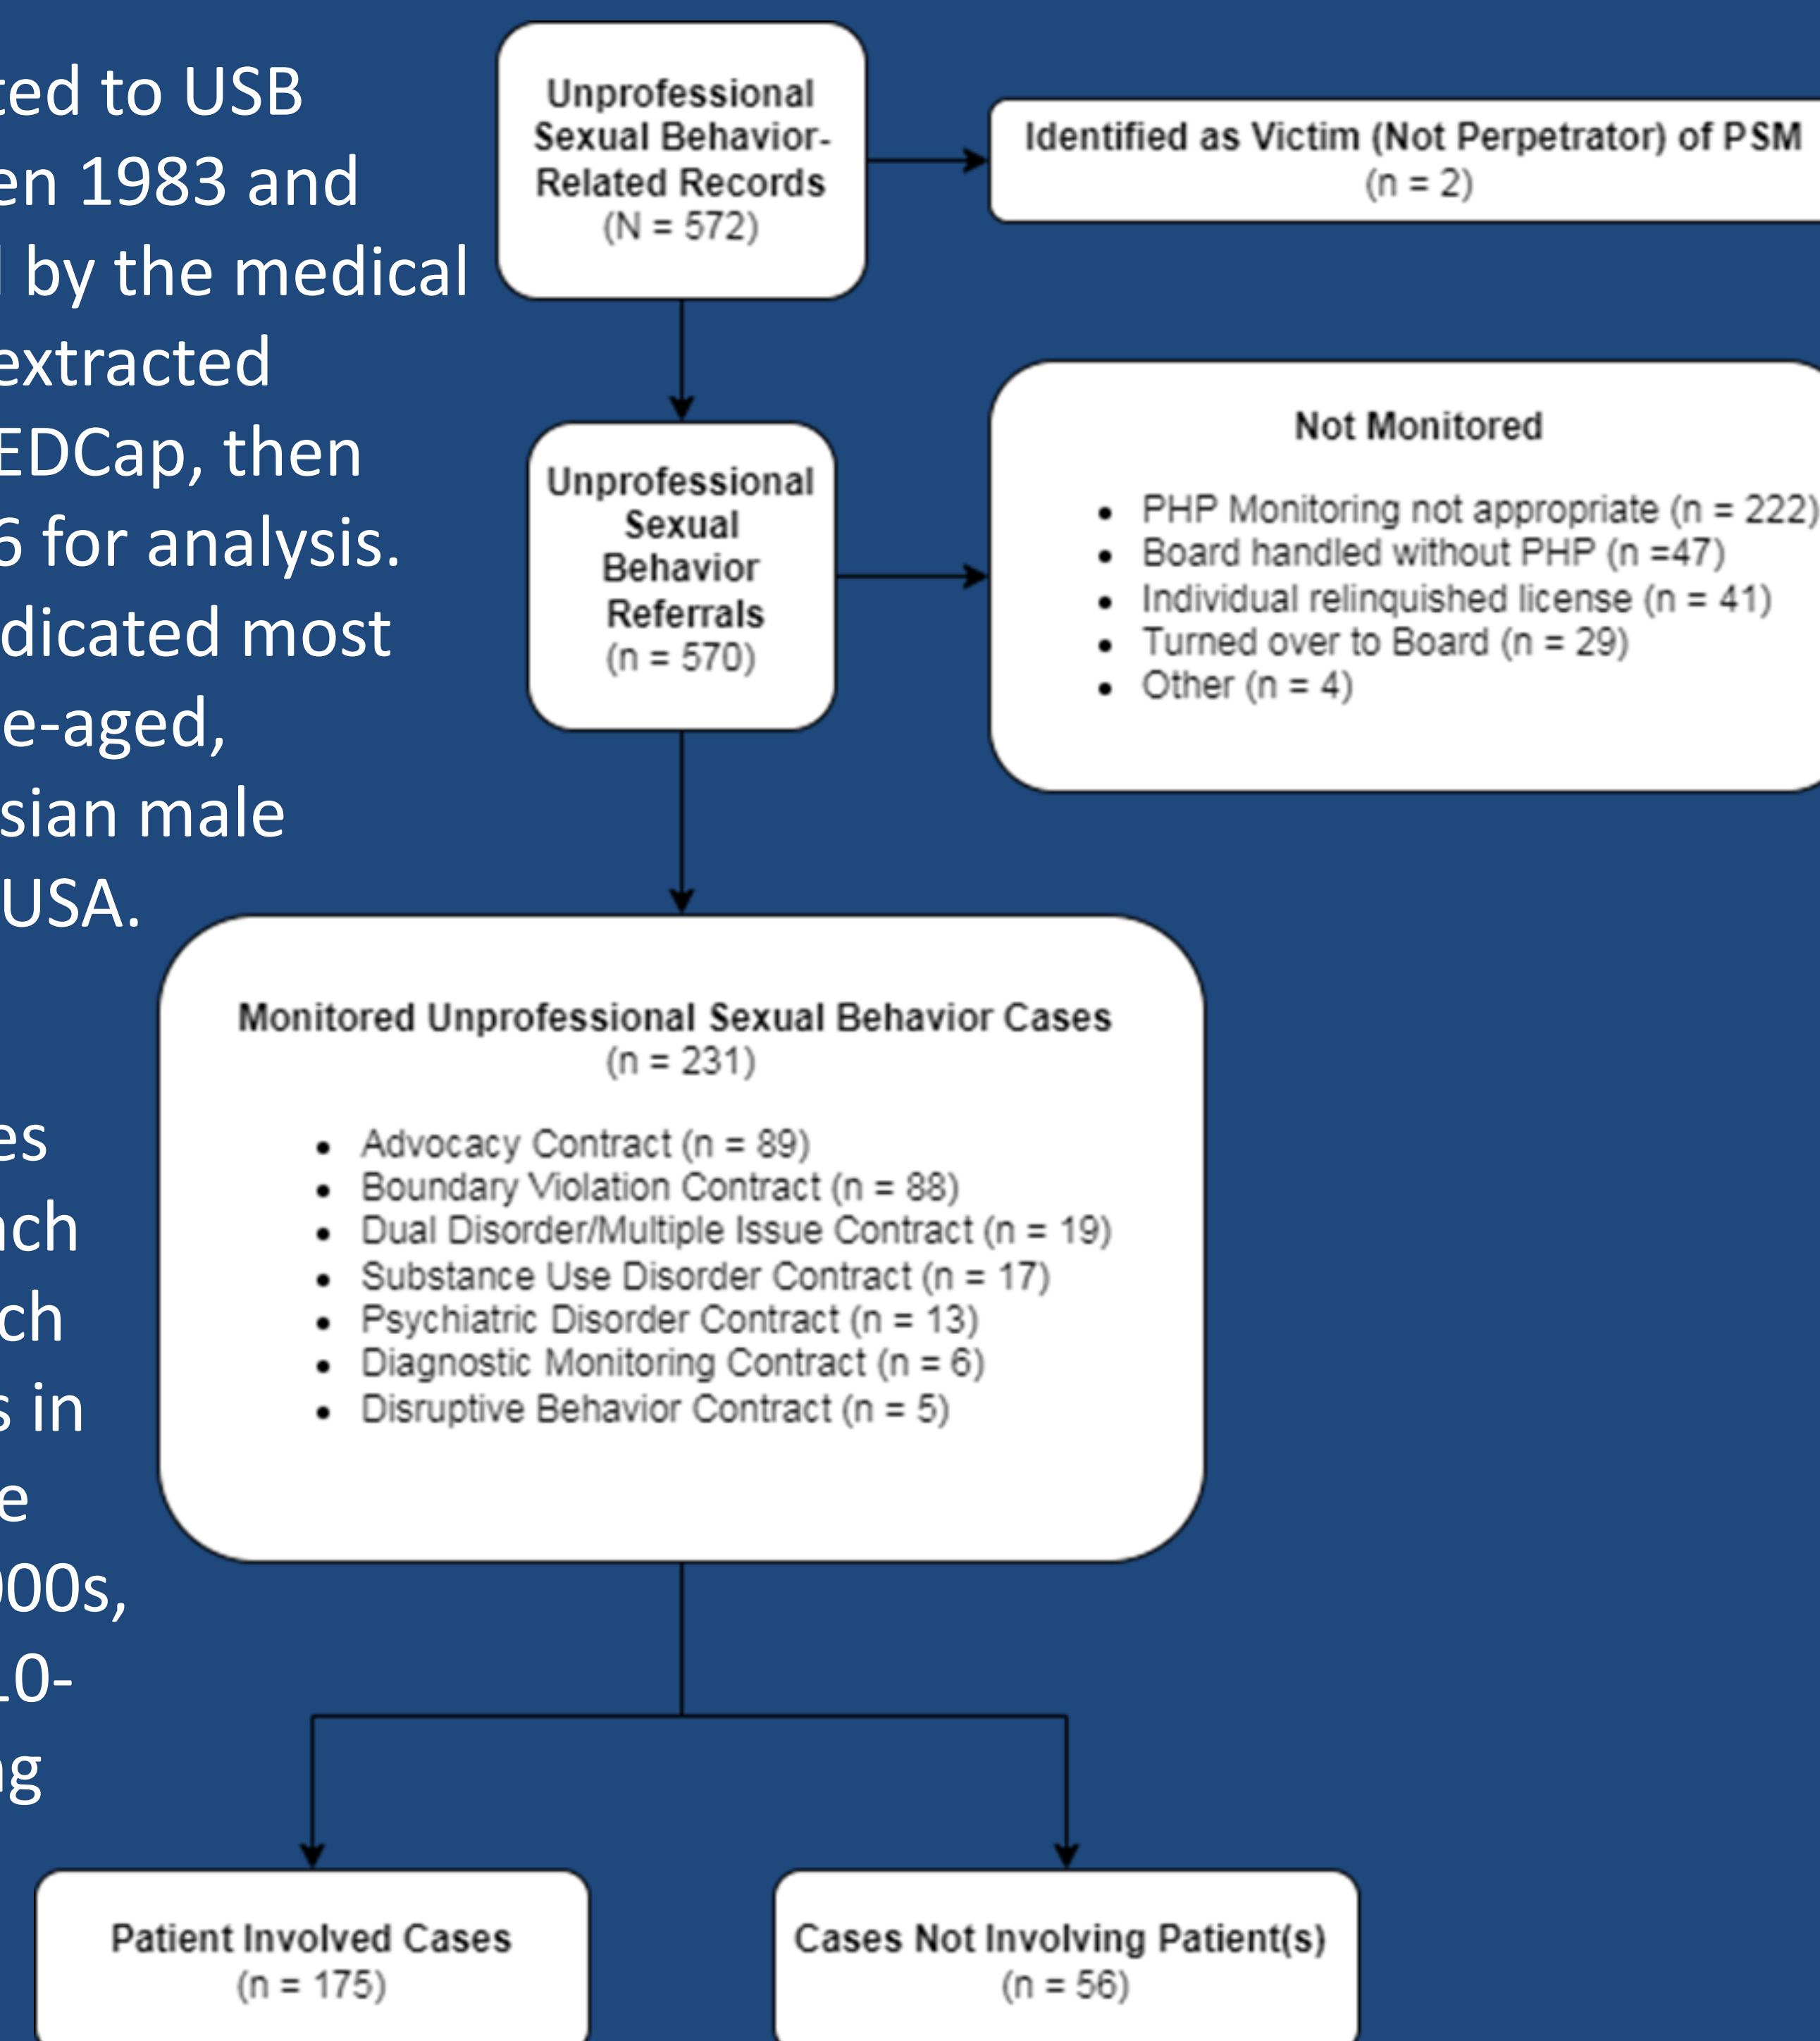 ted to USB
en 1983 and
by the medical
extracted
EDCap, then
6 for analysis.
dicated most
e-aged,
sian male
USA.
es
ach
ch
s in
e
000s,
10-
ng
Unprofessional
Sexual Behavior-
Related Records
(N = 572)
Identified as Victim (Not Perpetrator) of PSM
(n = 2)
Unprofessional
Sexual
Behavior
Referrals
(n = 570)
Not Monitored
• PHP Monitoring not appropriate (n = 222)
• Board handled without PHP (n =47)
• Individual relinquished license (n = 41)
• Turned over to Board (n = 29)
• Other (n = 4)
Monitored Unprofessional Sexual Behavior Cases
(n = 231)
• Advocacy Contract (n = 89)
• Boundary Violation Contract (n = 88)
• Dual Disorder/Multiple Issue Contract (n = 19)
• Substance Use Disorder Contract (n = 17)
• Psychiatric Disorder Contract (n = 13)
• Diagnostic Monitoring Contract (n = 6)
• Disruptive Behavior Contract (n = 5)
Patient Involved Cases
(n = 175)
Cases Not Involving Patient(s)
(n = 56)